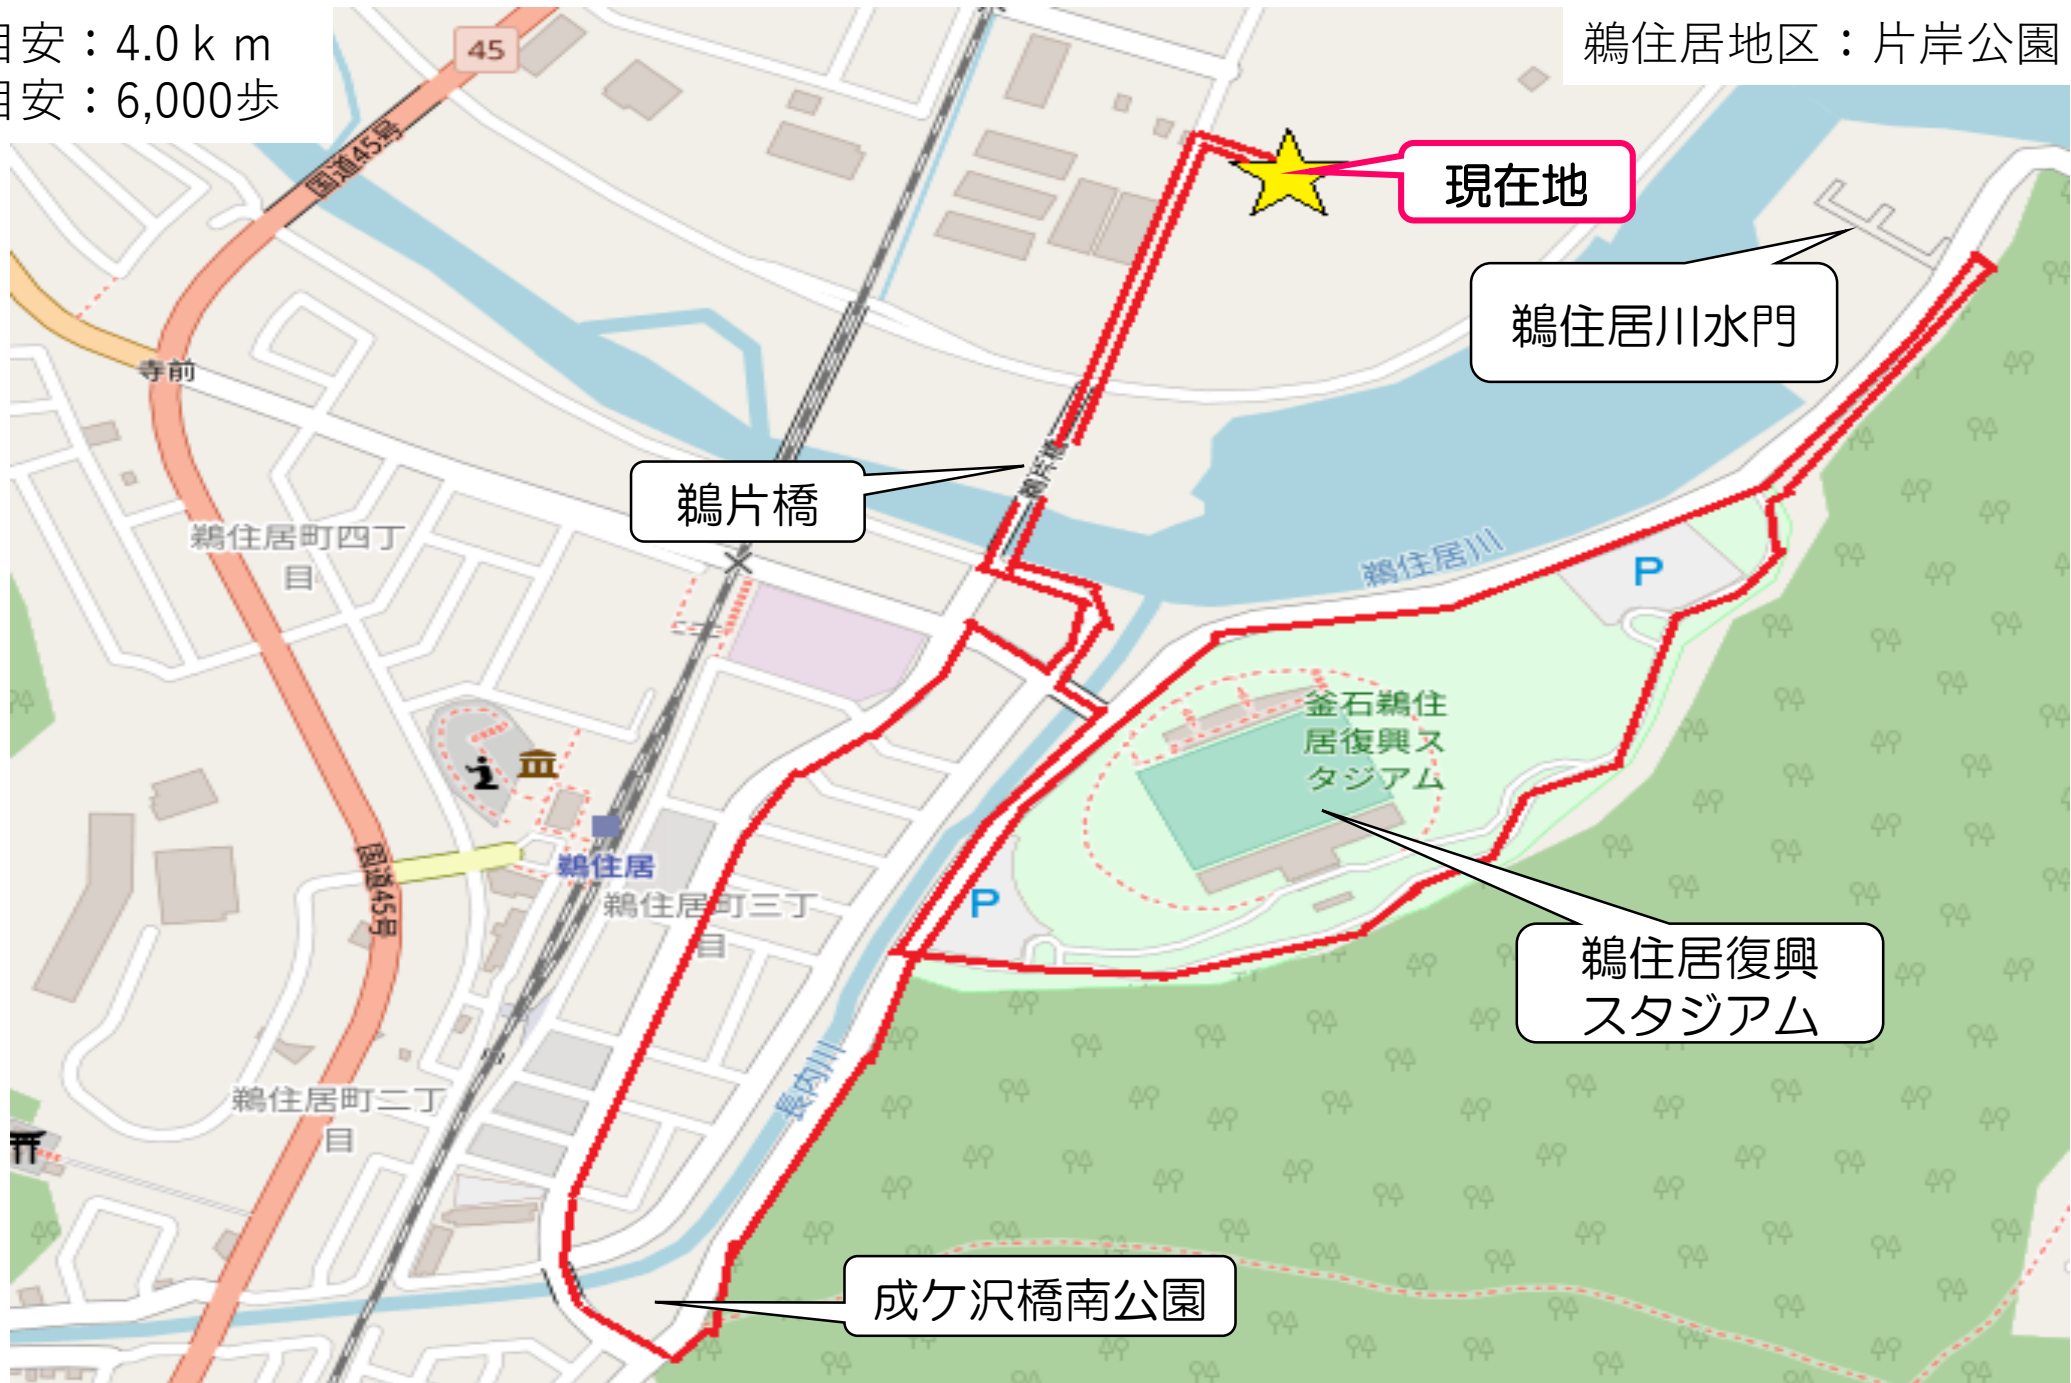 目安：4.0ｋｍ
目安：6,000歩
鵜住居地区：片岸公園
45
国道45号
現在地
鵜住居川水門
寺前
鵜片橋
鵜片橋
鵜住居町四丁
目
鵜住居川
P
釜石鵜住
居復興ス
タジアム
鵜住居
P
国道45号
鵜住居町三丁
目
鵜住居復興
スタジアム
長内川
鵜住居町二丁
目
成ケ沢橋南公園